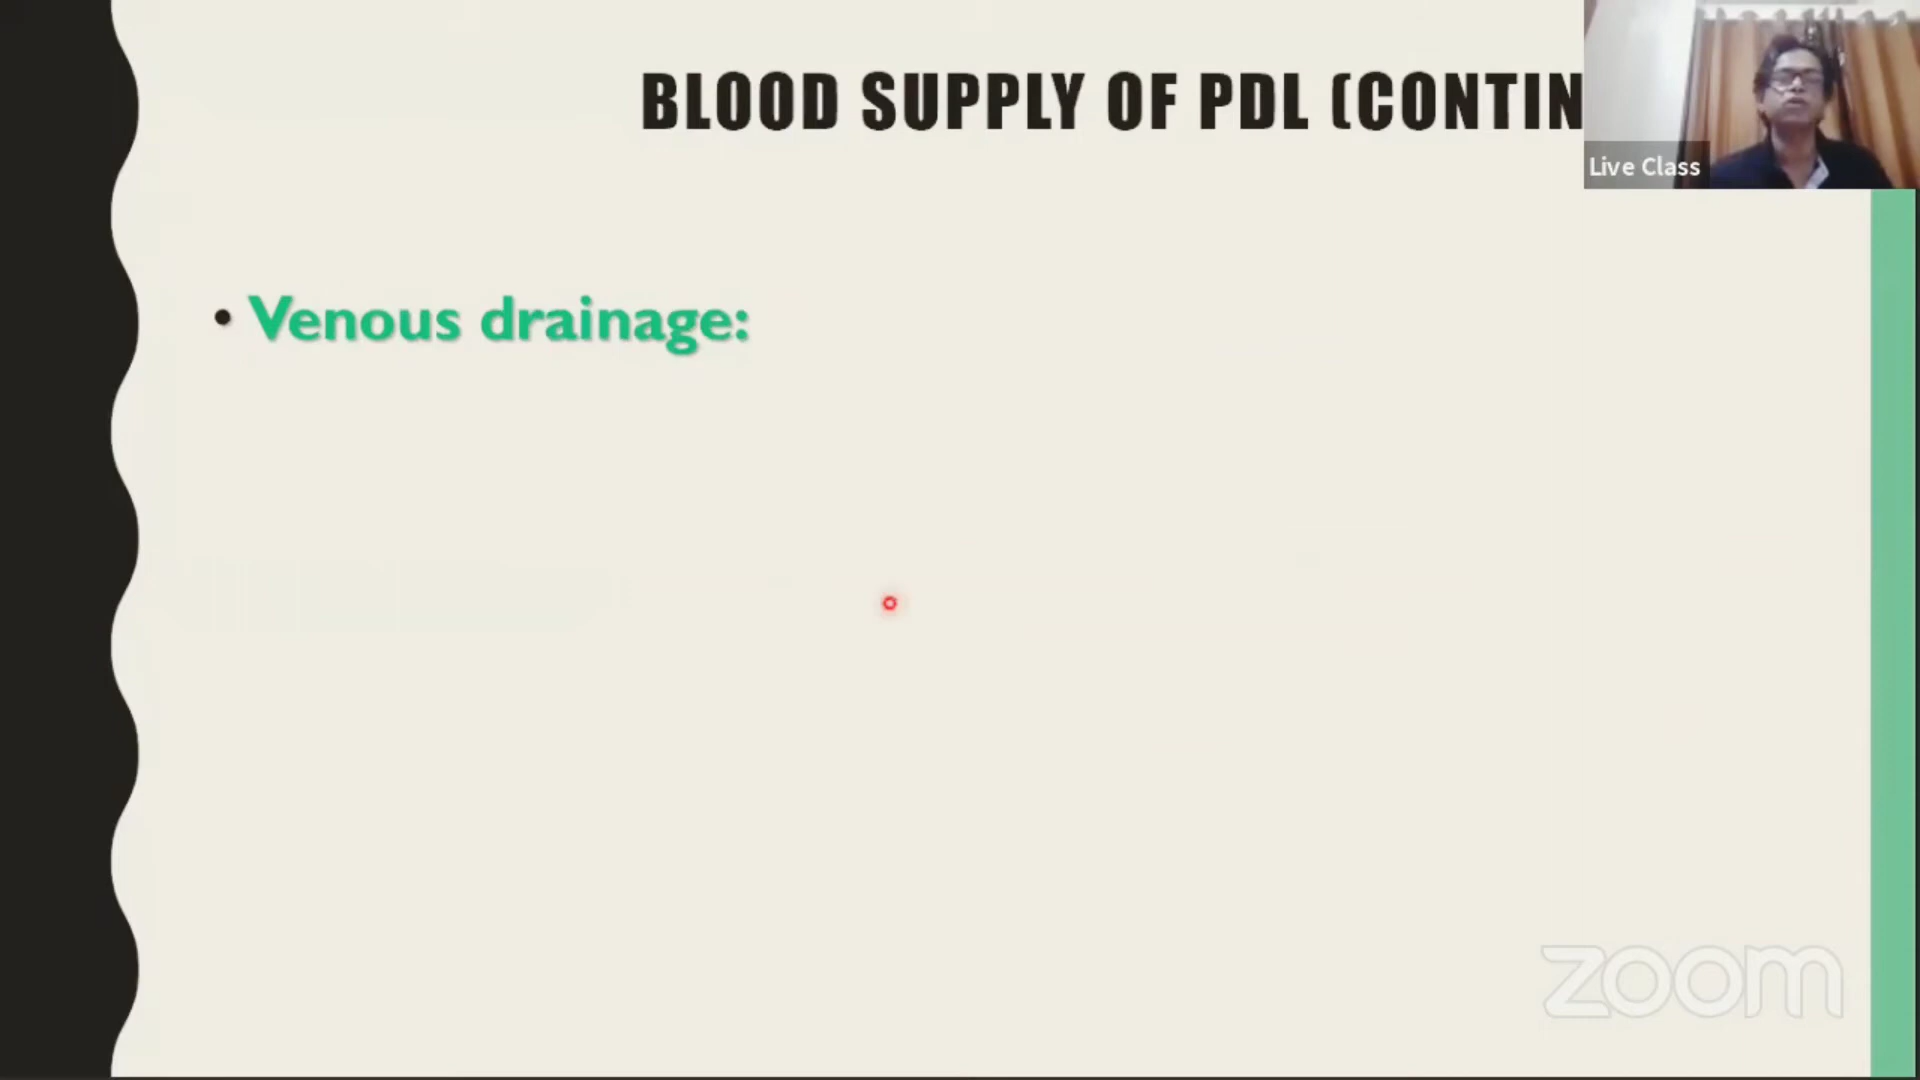 BLOOD SUPPLY OF PDL (CONTIN
Live Class
• Venous drainage:
zoom